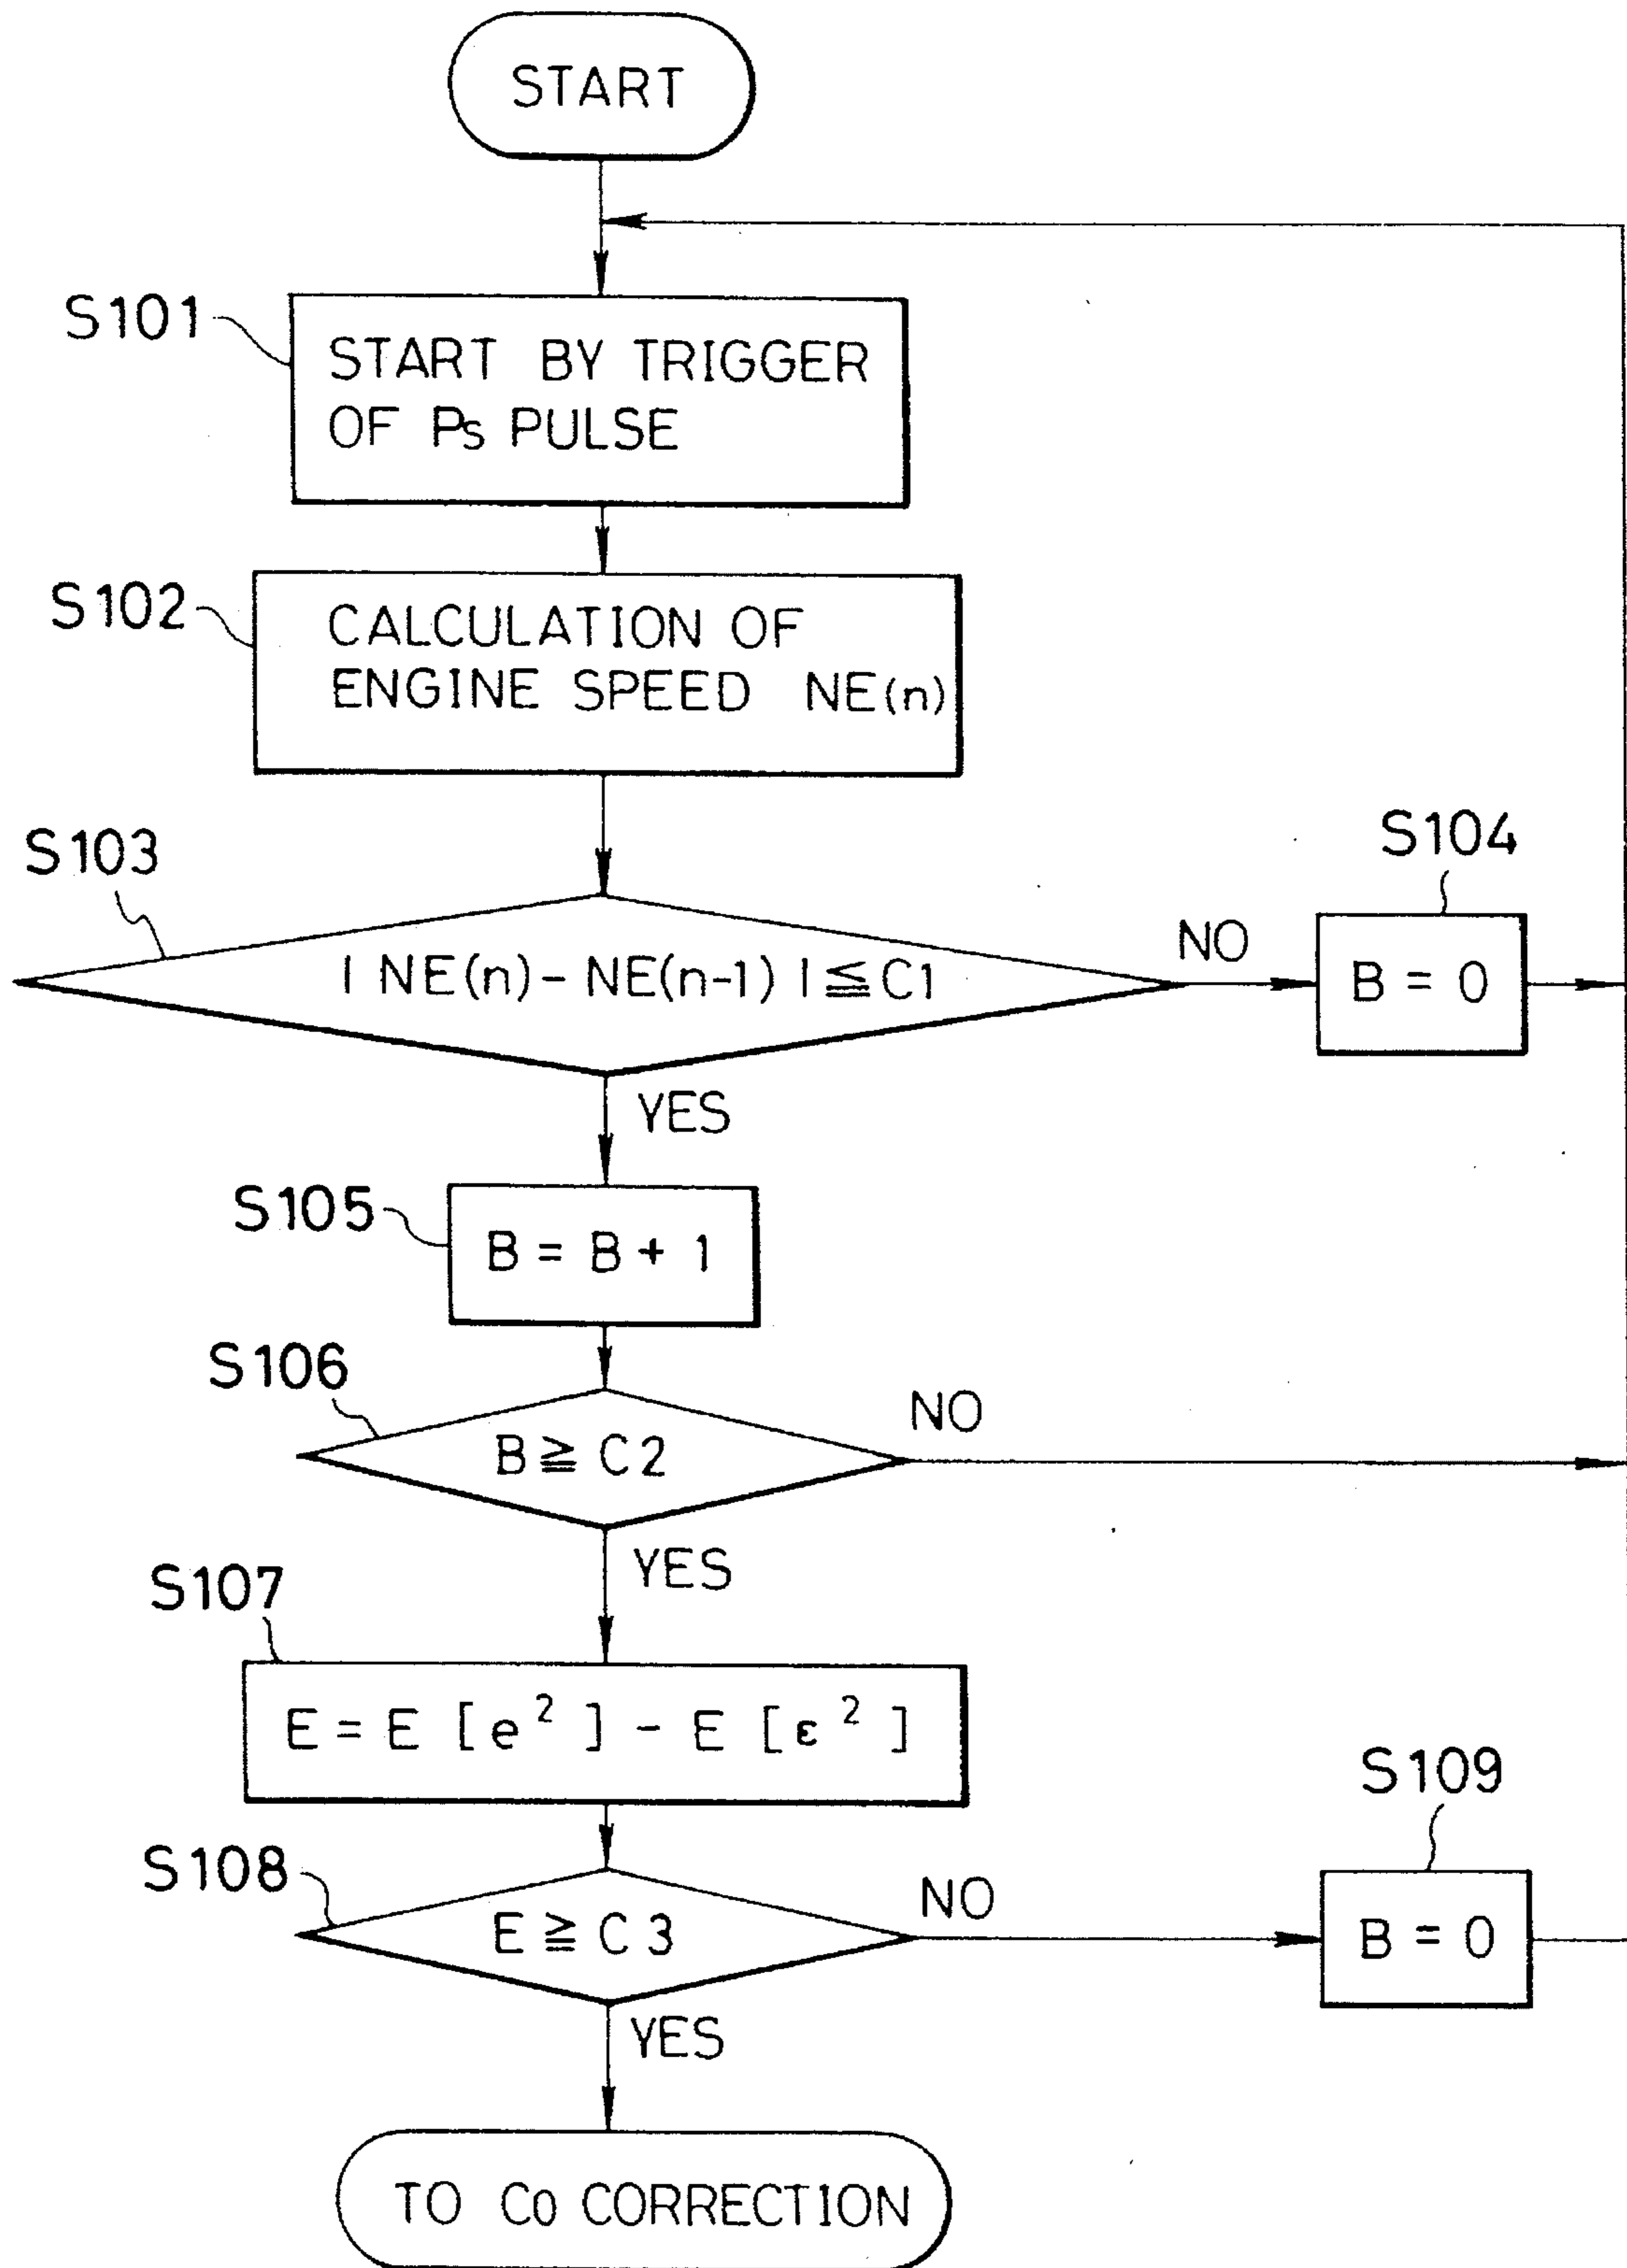 START
S101
START BY TRIGGER
OF Ps PULSE
S102
CALCULATION OF
ENGINE SPEED NE(n)
S103
| NE(n) - NE(n-1) | ≦ C1
NO
S104
B = 0
YES
S105
B = B + 1
S106
B ≧ C2
NO
YES
S107
E = E [ e² ] - E [ ε² ]
S108
E ≧ C3
NO
S109
B = 0
YES
TO Co CORRECTION